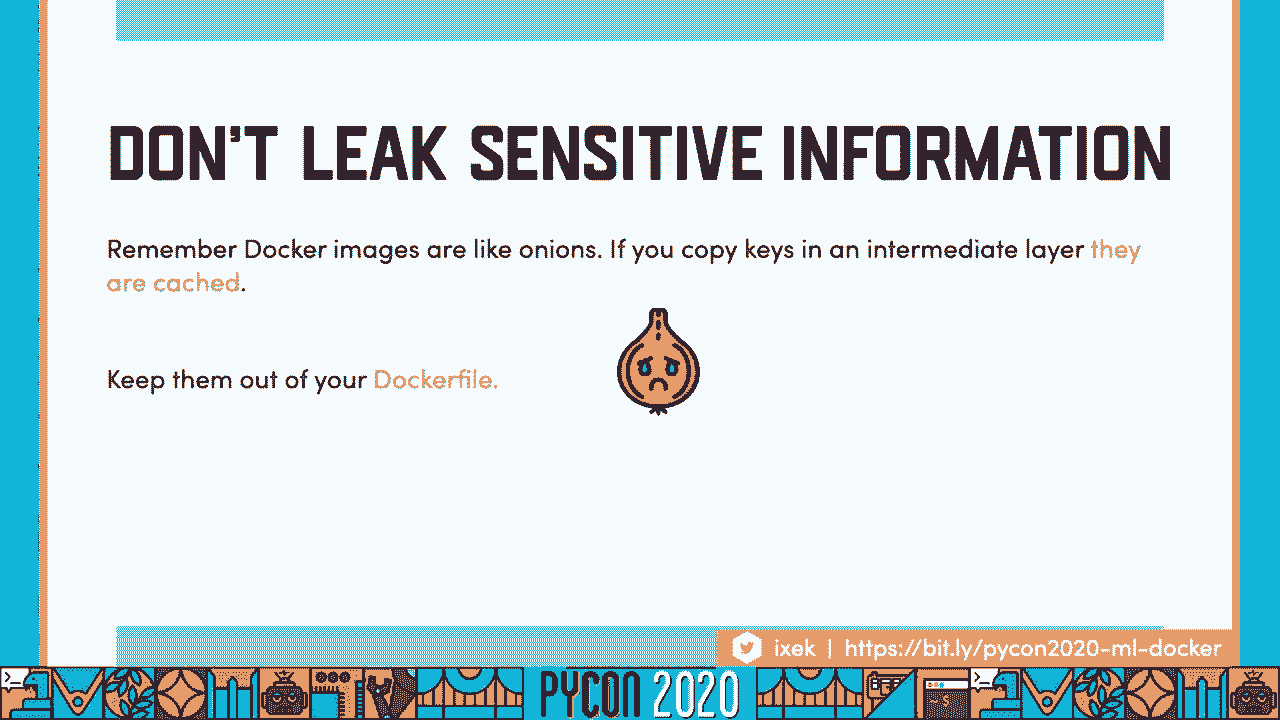 DON'T LEAK SENSITIVE INFORMATION
Remember Docker images are like onions. If you copy keys in an intermediate layer they
are cached.
Keep them out of your Dockerfile.
ixek | https://bit.ly/pycon2020-ml-docker
PYCON 2020